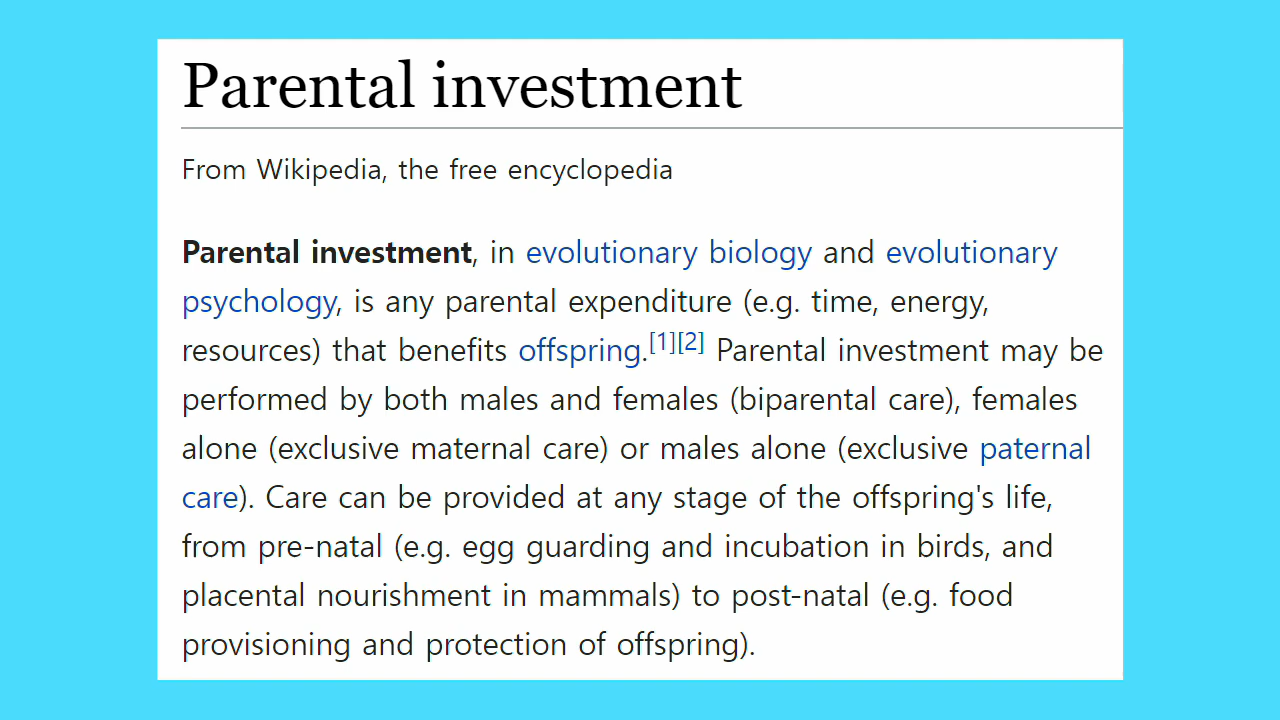 Parental investment
From Wikipedia, the free encyclopedia
Parental investment, in evolutionary biology and evolutionary
psychology, is any parental expenditure (e.g. time, energy,
resources) that benefits offspring.[1][2] Parental investment may be
performed by both males and females (biparental care), females
alone (exclusive maternal care) or males alone (exclusive paternal
care). Care can be provided at any stage of the offspring's life,
from pre-natal (e.g. egg guarding and incubation in birds, and
placental nourishment in mammals) to post-natal (e.g. food
provisioning and protection of offspring).